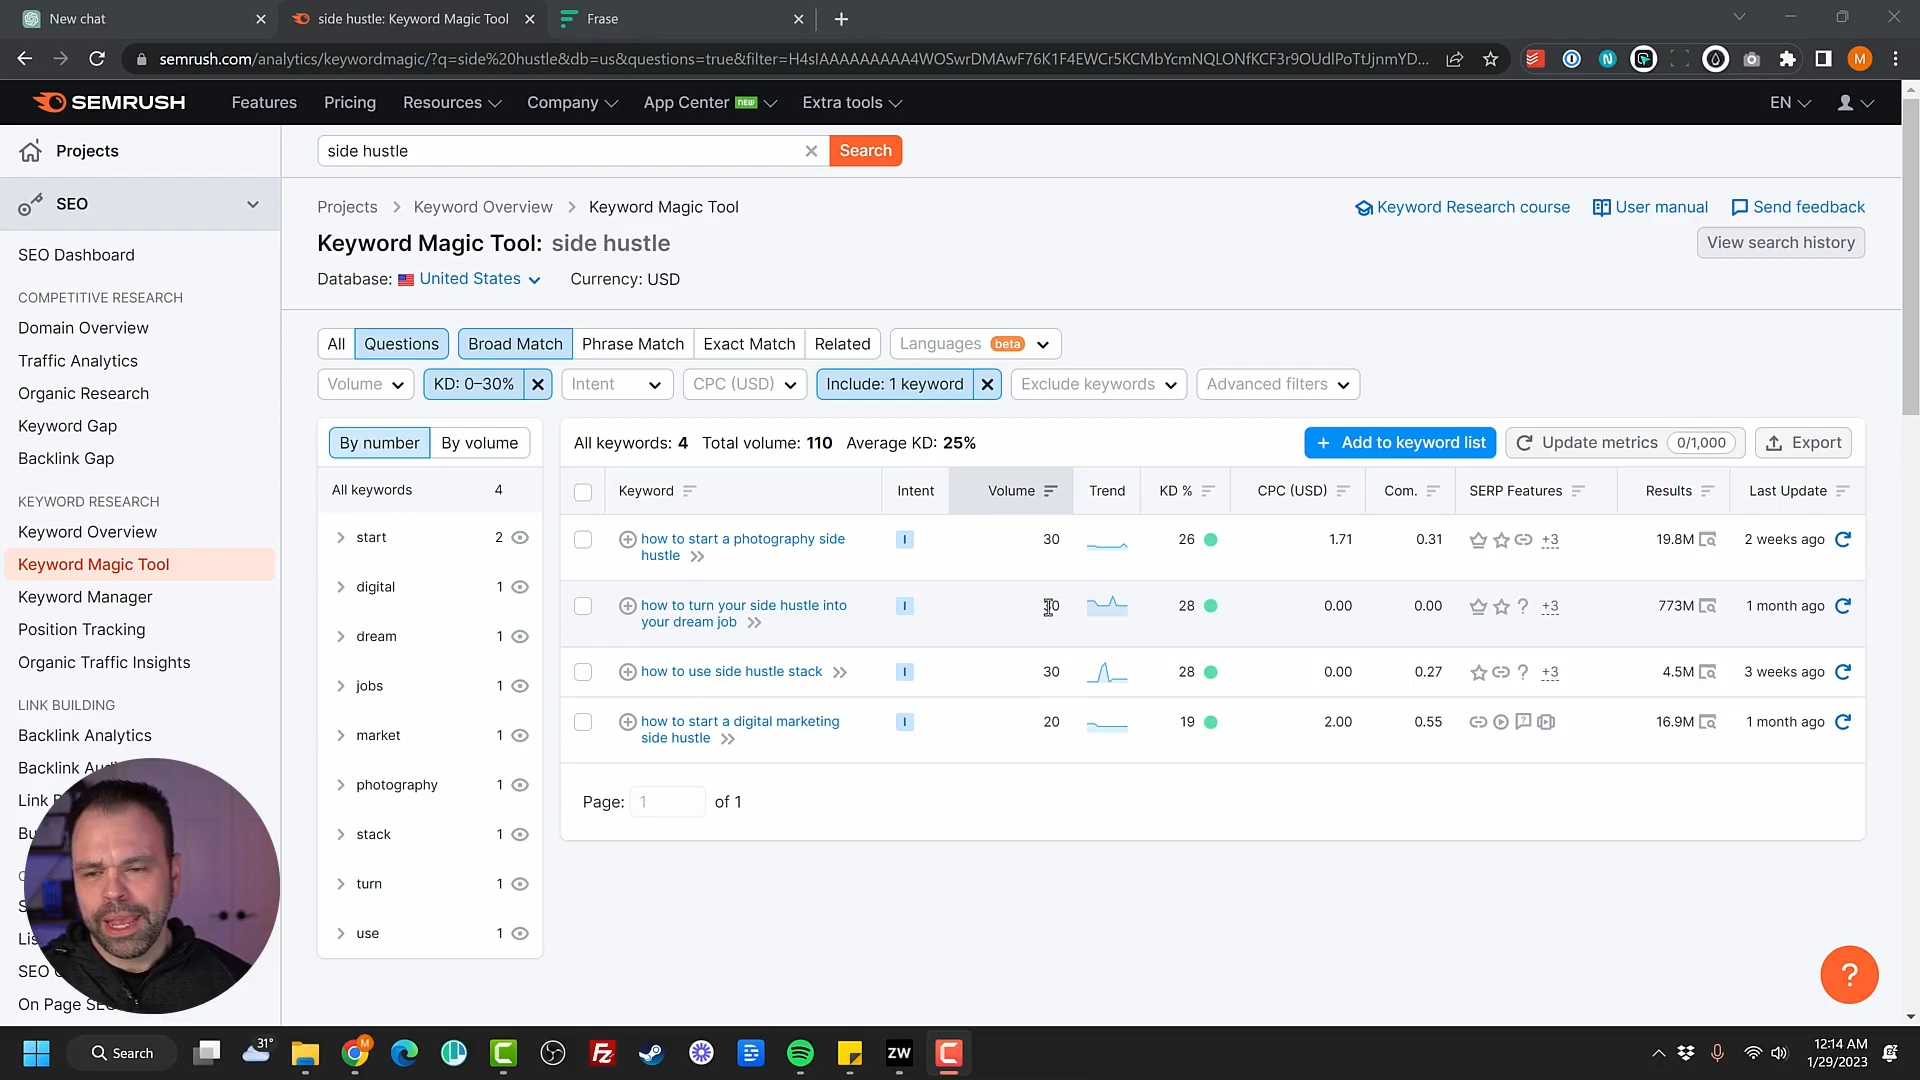 New chat
side hustle: Keyword Magic Tool
Frase
semrush.com/analytics/keywordmagic/?q=side%20hustle&db=us&questions=true&filter=
SEMRUSH
Features
Pricing
Resources
Company
App Center NEW
Extra tools
EN
Projects
side hustle
Search
SEO
Projects > Keyword Overview > Keyword Magic Tool
Keyword Research course
User manual
Send feedback
Keyword Magic Tool: side hustle
View search history
Database: United States
Currency: USD
SEO Dashboard
COMPETITIVE RESEARCH
Domain Overview
Traffic Analytics
Organic Research
Keyword Gap
Backlink Gap
KEYWORD RESEARCH
Keyword Overview
Keyword Magic Tool
Keyword Manager
Position Tracking
Organic Traffic Insights
LINK BUILDING
Backlink Analytics
Backlink
Link
On Page
All
Questions
Broad Match
Phrase Match
Exact Match
Related
Languages beta
Volume
KD: 0–30%
Intent
CPC (USD)
Include: 1 keyword
Exclude keywords
Advanced filters
By number
By volume
All keywords 4
start 2
digital 1
dream 1
jobs 1
market 1
photography 1
stack 1
turn 1
use 1
All keywords: 4 Total volume: 110 Average KD: 25%
+ Add to keyword list
Update metrics 0/1,000
Export
Keyword Intent Volume Trend KD % CPC (USD) Com. SERP Features Results Last Update
how to start a photography side hustle I 30 26 1.71 0.31 +3 19.8M 2 weeks ago
how to turn your side hustle into your dream job I 28 0.00 0.00 +3 773M 1 month ago
how to use side hustle stack I 30 28 0.00 0.27 +3 4.5M 3 weeks ago
how to start a digital marketing side hustle I 20 19 2.00 0.55 16.9M 1 month ago
Page: 1 of 1
?
31°
Search
ZW
12:14 AM
1/29/2023